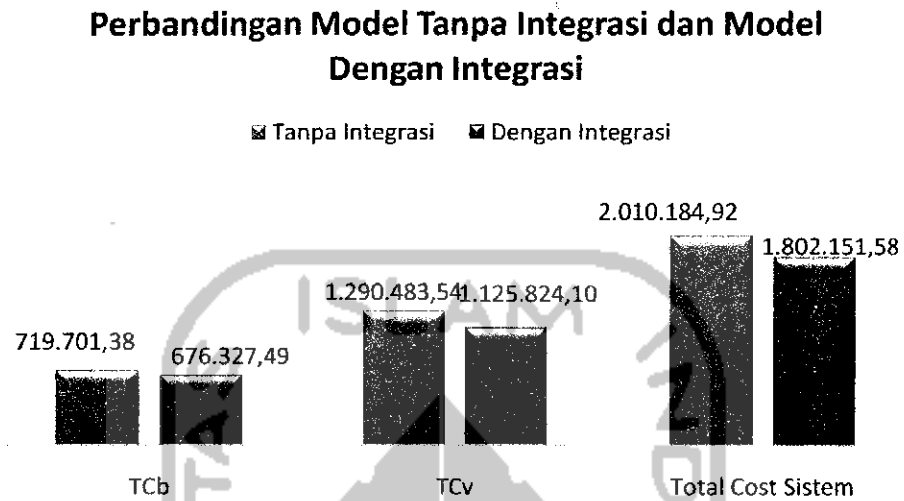 Perbandingan Model Tanpa Integrasi dan Model
Dengan Integrasi
Tanpa Integrasi Dengan Integrasi
2.010.184,92
1.802.151,58
1.290.483,54 1.125.824,10
719.701,38
676.327,49
ISLAM
TCb TCv Total Cost Sistem